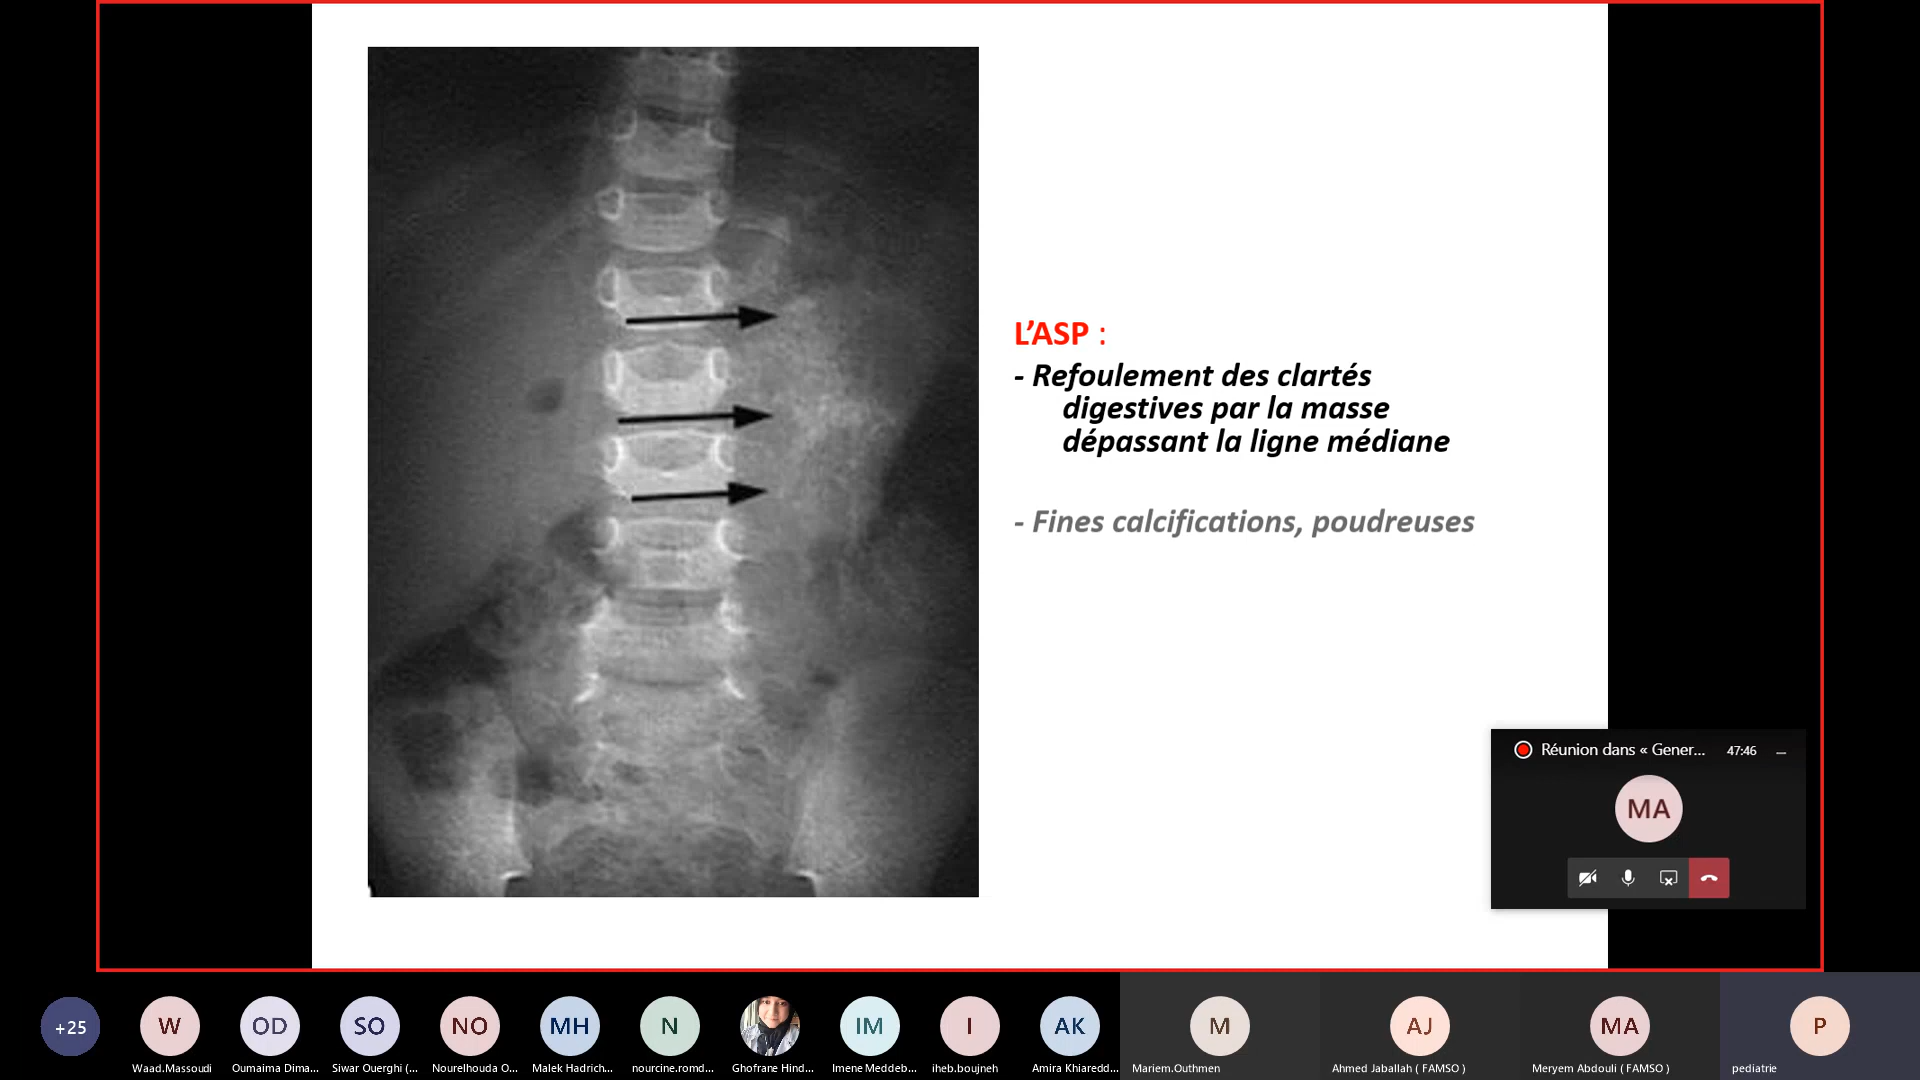 L’ASP :
- Refoulement des clartés
digestives par la masse
dépassant la ligne médiane
- Fines calcifications, poudreuses
Réunion dans « Gener... 47:46
MA
+25
W
OD
SO
NO
MH
N
IM
I
AK
M
AJ
MA
P
Waad.Massoudi
Oumaima Dima...
Siwar Ouerghi (...
Nourelhouda O...
Malek Hadrich...
nourcine.romd...
Ghofrane Hind...
Imene Meddeb...
iheb.boujneh
Amira Khiaredd...
Mariem.Outhmen
Ahmed Jaballah ( FAMSO )
Meryem Abdouli ( FAMSO )
pediatrie